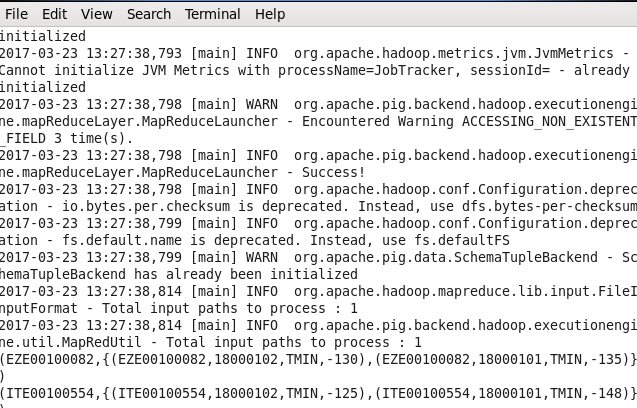 File Edit View Search Terminal Help
initialized
2017-03-23 13:27:38,793 [main] INFO  org.apache.hadoop.metrics.jvm.JvmMetrics -
Cannot initialize JVM Metrics with processName=JobTracker, sessionId= - already
initialized
2017-03-23 13:27:38,798 [main] WARN  org.apache.pig.backend.hadoop.executionengi
ne.mapReduceLayer.MapReduceLauncher - Encountered Warning ACCESSING_NON_EXISTENT
_FIELD 3 time(s).
2017-03-23 13:27:38,798 [main] INFO  org.apache.pig.backend.hadoop.executionengi
ne.mapReduceLayer.MapReduceLauncher - Success!
2017-03-23 13:27:38,798 [main] INFO  org.apache.hadoop.conf.Configuration.deprec
ation - io.bytes.per.checksum is deprecated. Instead, use dfs.bytes-per-checksum
2017-03-23 13:27:38,799 [main] INFO  org.apache.hadoop.conf.Configuration.deprec
ation - fs.default.name is deprecated. Instead, use fs.defaultFS
2017-03-23 13:27:38,799 [main] WARN  org.apache.pig.data.SchemaTupleBackend - Sc
hemaTupleBackend has already been initialized
2017-03-23 13:27:38,814 [main] INFO  org.apache.hadoop.mapreduce.lib.input.FileI
nputFormat - Total input paths to process : 1
2017-03-23 13:27:38,814 [main] INFO  org.apache.pig.backend.hadoop.executionengi
ne.util.MapRedUtil - Total input paths to process : 1
(EZE00100082,{(EZE00100082,18000102,TMIN,-130),(EZE00100082,18000101,TMIN,-135)}
)
(ITE00100554,{(ITE00100554,18000102,TMIN,-125),(ITE00100554,18000101,TMIN,-148)}